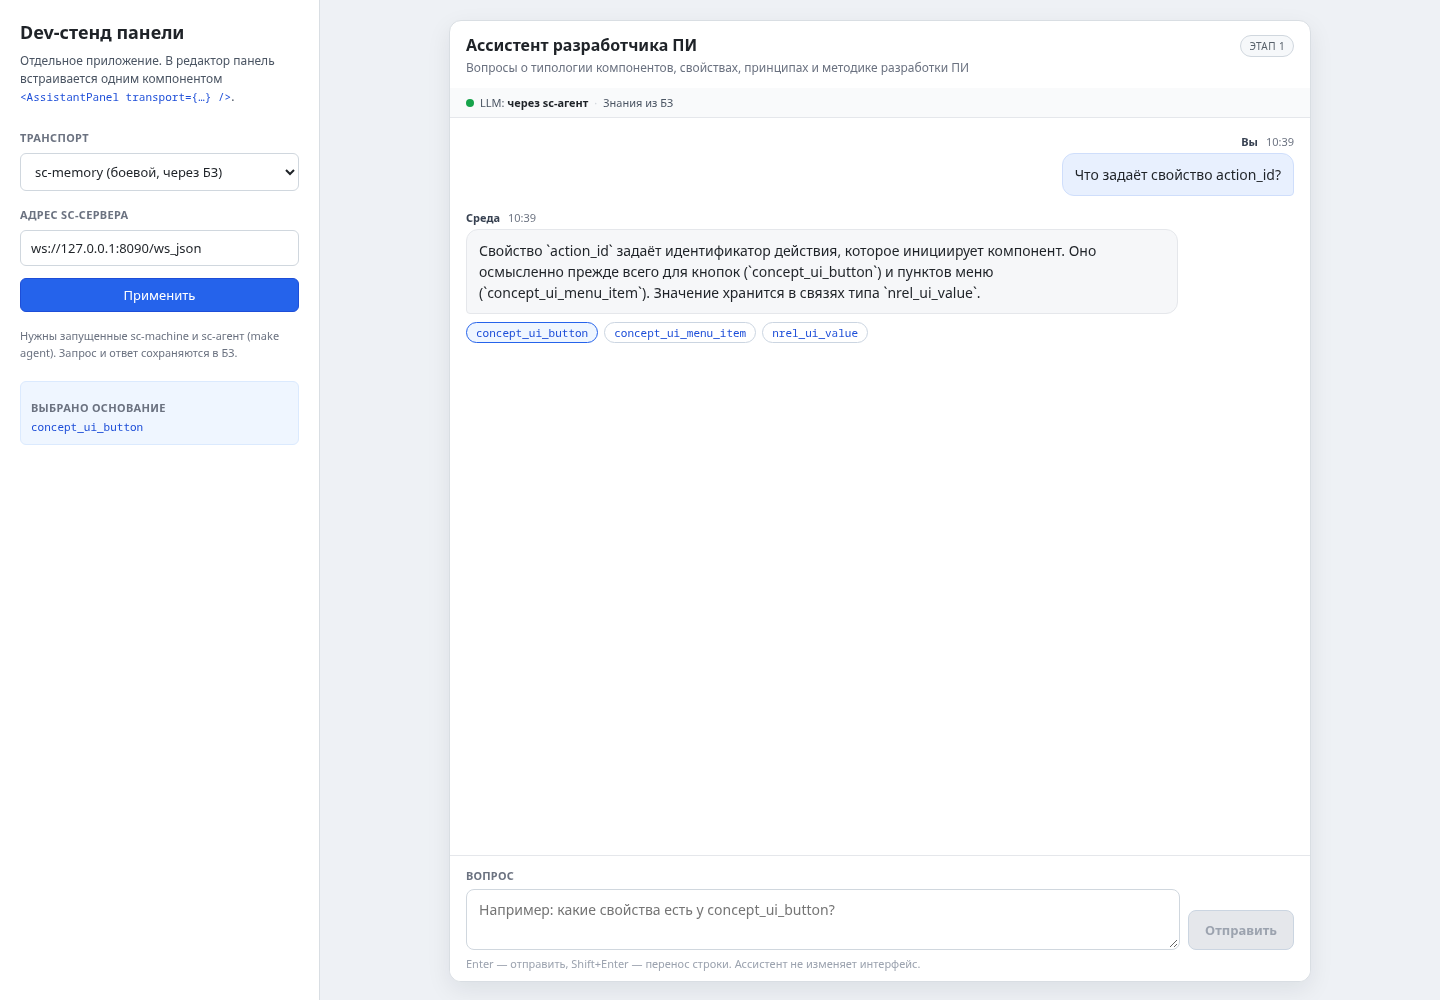 Dev-стенд панели
Отдельное приложение. В редактор панель
встраивается одним компонентом
<AssistantPanel transport={…} />.
ТРАНСПОРТ
sc-memory (боевой, через БЗ)
АДРЕС SC-СЕРВЕРА
ws://127.0.0.1:8090/ws_json
Применить
Нужны запущенные sc-machine и sc-агент (make
agent). Запрос и ответ сохраняются в БЗ.
ВЫБРАНО ОСНОВАНИЕ
concept_ui_button
Ассистент разработчика ПИ
ЭТАП 1
Вопросы о типологии компонентов, свойствах, принципах и методике разработки ПИ
LLM: через sc-агент · Знания из БЗ
Вы 10:39
Что задаёт свойство action_id?
Среда 10:39
Свойство `action_id` задаёт идентификатор действия, которое инициирует компонент. Оно
осмысленно прежде всего для кнопок (`concept_ui_button`) и пунктов меню
(`concept_ui_menu_item`). Значение хранится в связях типа `nrel_ui_value`.
concept_ui_button concept_ui_menu_item nrel_ui_value
ВОПРОС
Например: какие свойства есть у concept_ui_button?
Отправить
Enter — отправить, Shift+Enter — перенос строки. Ассистент не изменяет интерфейс.